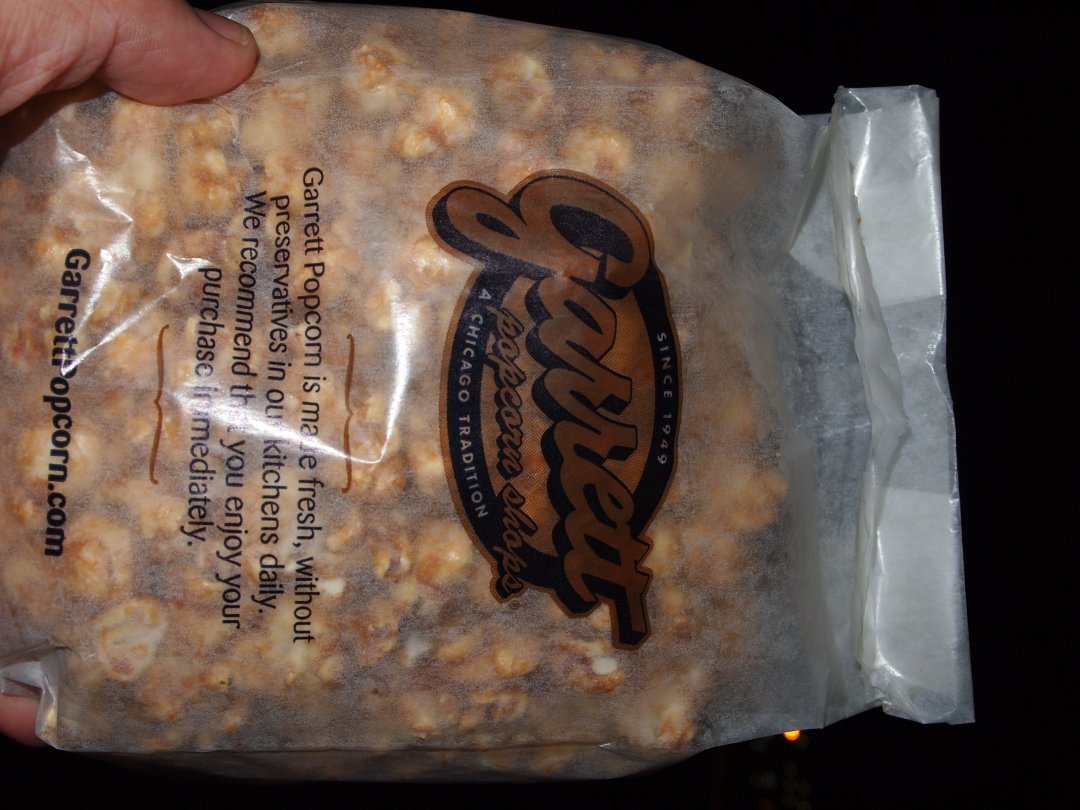 SINCE 1949
Garrett
popcorn shops®
A CHICAGO TRADITION
Garrett Popcorn is made fresh, without
preservatives in our kitchens daily.
We recommend that you enjoy your
purchase immediately.
GarrettPopcorn.com